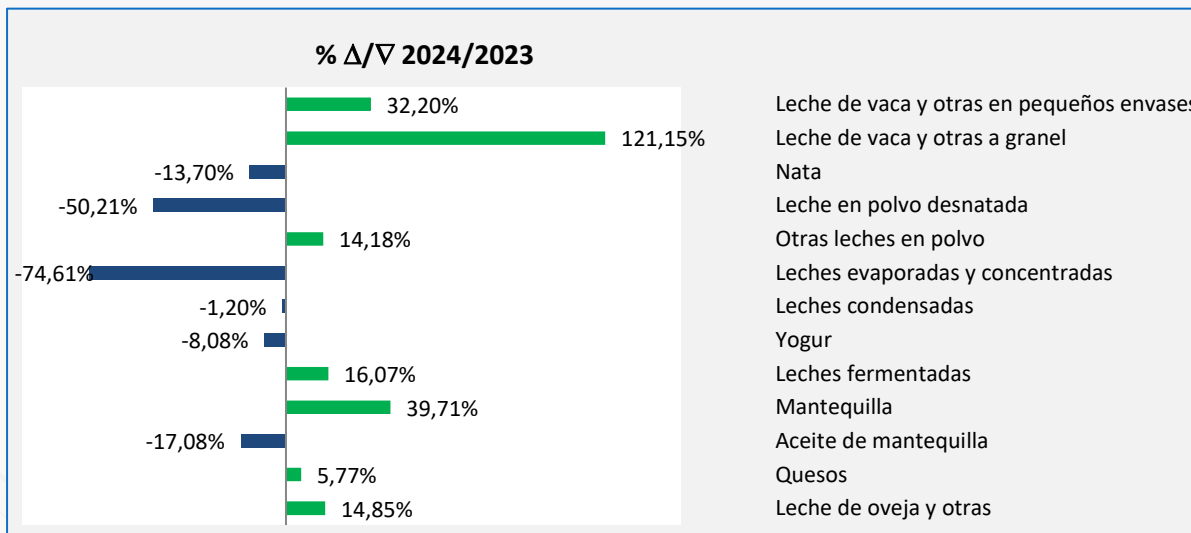 % Δ/∇ 2024/2023
32,20% Leche de vaca y otras en pequeños envases
121,15% Leche de vaca y otras a granel
-13,70% Nata
-50,21% Leche en polvo desnatada
14,18% Otras leches en polvo
-74,61% Leches evaporadas y concentradas
-1,20% Leches condensadas
-8,08% Yogur
16,07% Leches fermentadas
39,71% Mantequilla
-17,08% Aceite de mantequilla
5,77% Quesos
14,85% Leche de oveja y otras